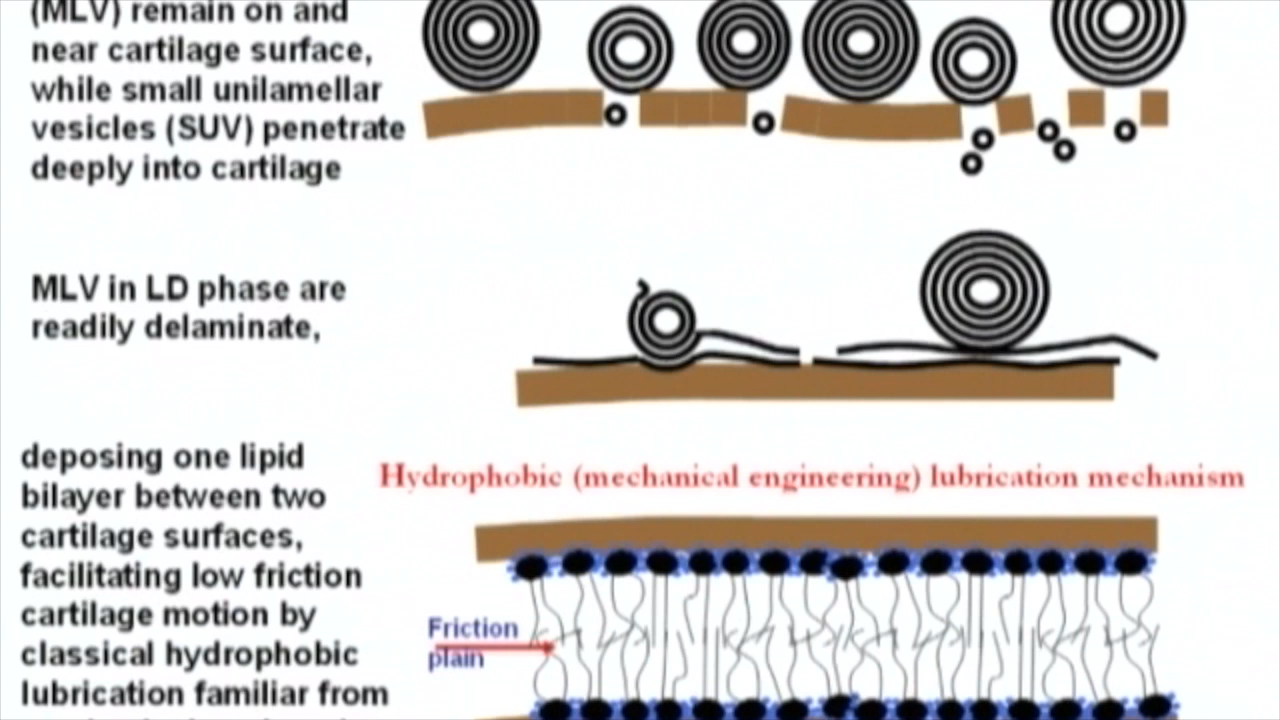 (MLV) remain on and
near cartilage surface,
while small unilamellar
vesicles (SUV) penetrate
deeply into cartilage
MLV in LD phase are
readily delaminate,
deposing one lipid
bilayer between two
cartilage surfaces,
facilitating low friction
cartilage motion by
classical hydrophobic
lubrication familiar from
Hydrophobic (mechanical engineering) lubrication mechanism
Friction
plain